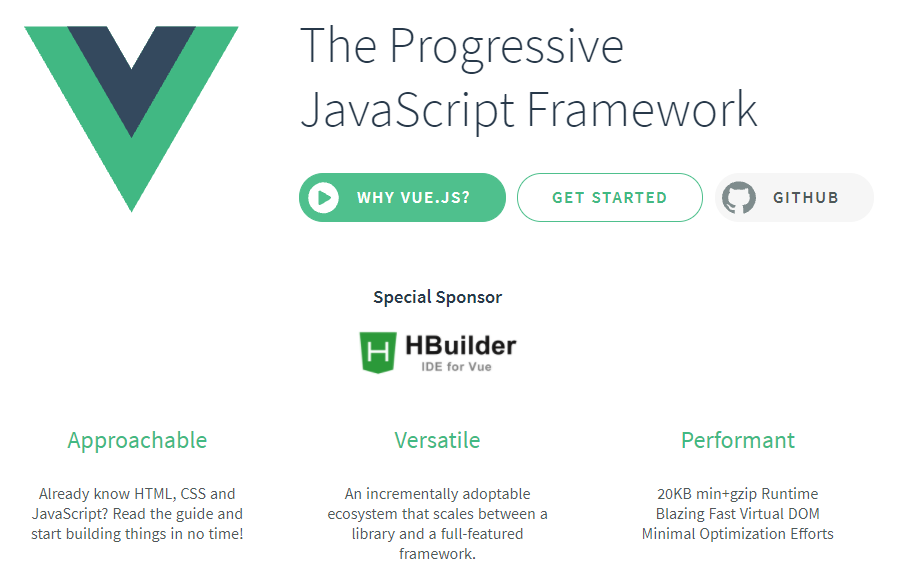 The Progressive
JavaScript Framework
WHY VUE.JS?
GET STARTED
GITHUB
Special Sponsor
H
HBuilder
IDE for Vue
Approachable
Already know HTML, CSS and
JavaScript? Read the guide and
start building things in no time!
Versatile
An incrementally adoptable
ecosystem that scales between a
library and a full-featured
framework.
Performant
20KB min+gzip Runtime
Blazing Fast Virtual DOM
Minimal Optimization Efforts